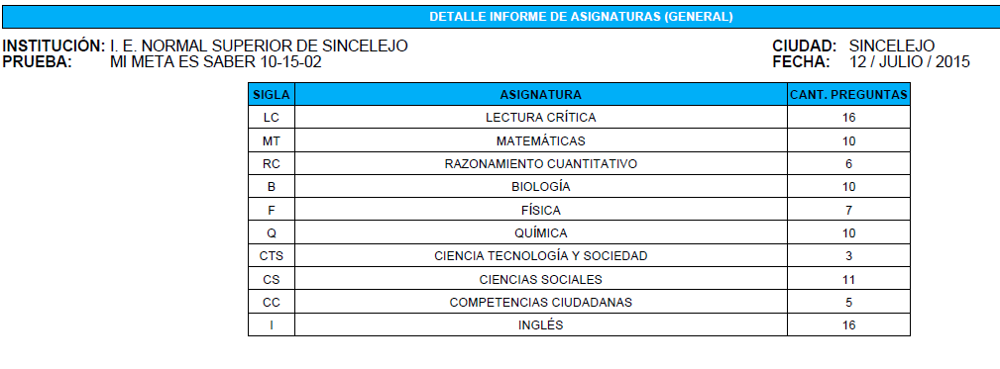 DETALLE INFORME DE ASIGNATURAS (GENERAL)
INSTITUCIÓN: I. E. NORMAL SUPERIOR DE SINCELEJO CIUDAD: SINCELEJO
PRUEBA: MI META ES SABER 10-15-02 FECHA: 12 / JULIO / 2015
SIGLA ASIGNATURA CANT. PREGUNTAS
LC LECTURA CRÍTICA 16
MT MATEMÁTICAS 10
RC RAZONAMIENTO CUANTITATIVO 6
B BIOLOGÍA 10
F FÍSICA 7
Q QUÍMICA 10
CTS CIENCIA TECNOLOGÍA Y SOCIEDAD 3
CS CIENCIAS SOCIALES 11
CC COMPETENCIAS CIUDADANAS 5
I INGLÉS 16